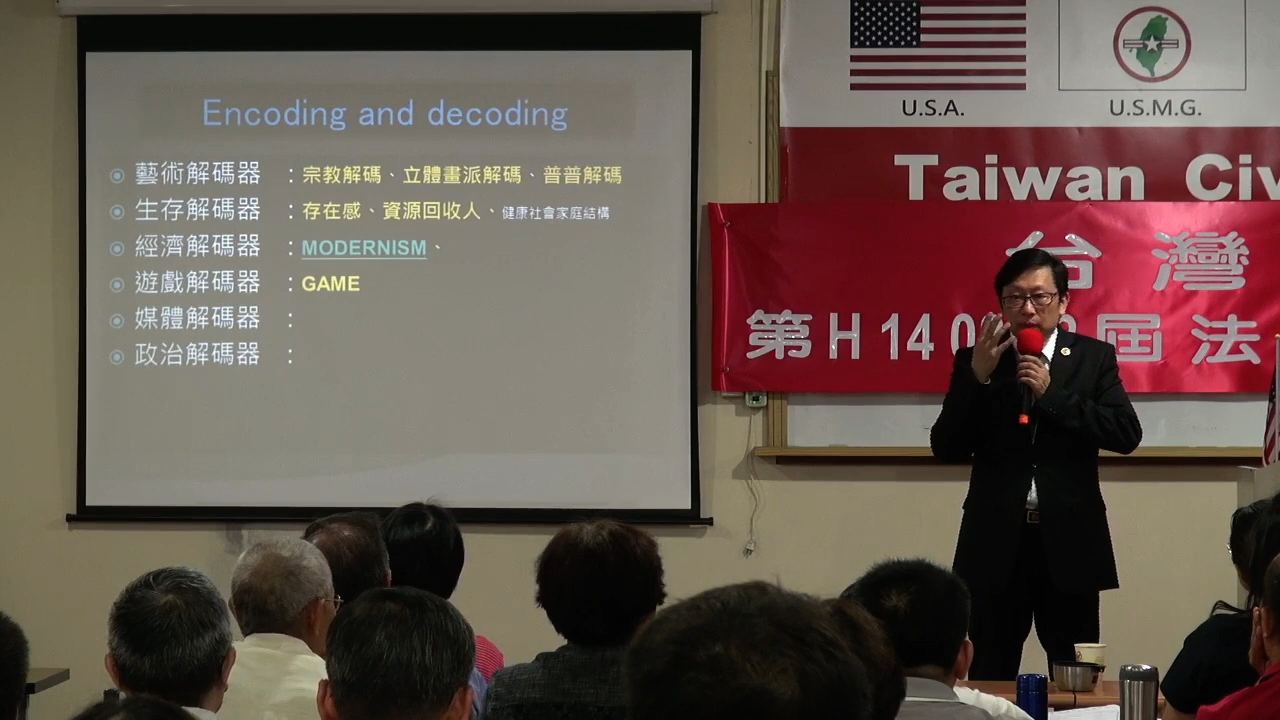 Encoding and decoding
藝術解碼器 : 宗教解碼、立體畫派解碼、普普解碼
生存解碼器 : 存在感、資源回收人、健康社會家庭結構
經濟解碼器 : MODERNISM、
遊戲解碼器 : GAME
媒體解碼器 :
政治解碼器 :
U.S.A.
U.S.M.G.
Taiwan Civ
台灣
第H14 屆法